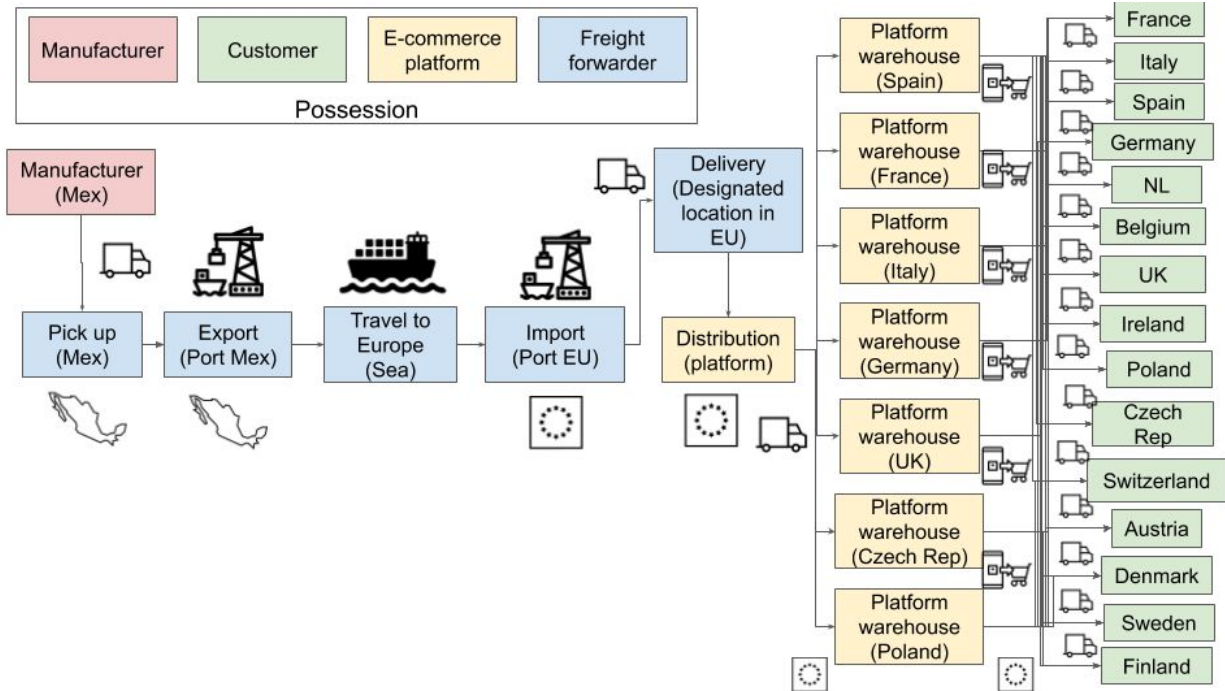 Manufacturer
Customer
E-commerce
platform
Freight
forwarder
Possession
Manufacturer
(Mex)
Pick up
(Mex)
Export
(Port Mex)
Travel to
Europe
(Sea)
Import
(Port EU)
Delivery
(Designated
location in
EU)
Distribution
(platform)
Platform
warehouse
(Spain)
Platform
warehouse
(France)
Platform
warehouse
(Italy)
Platform
warehouse
(Germany)
Platform
warehouse
(UK)
Platform
warehouse
(Czech Rep)
Platform
warehouse
(Poland)
France
Italy
Spain
Germany
NL
Belgium
UK
Ireland
Poland
Czech
Rep
Switzerland
Austria
Denmark
Sweden
Finland